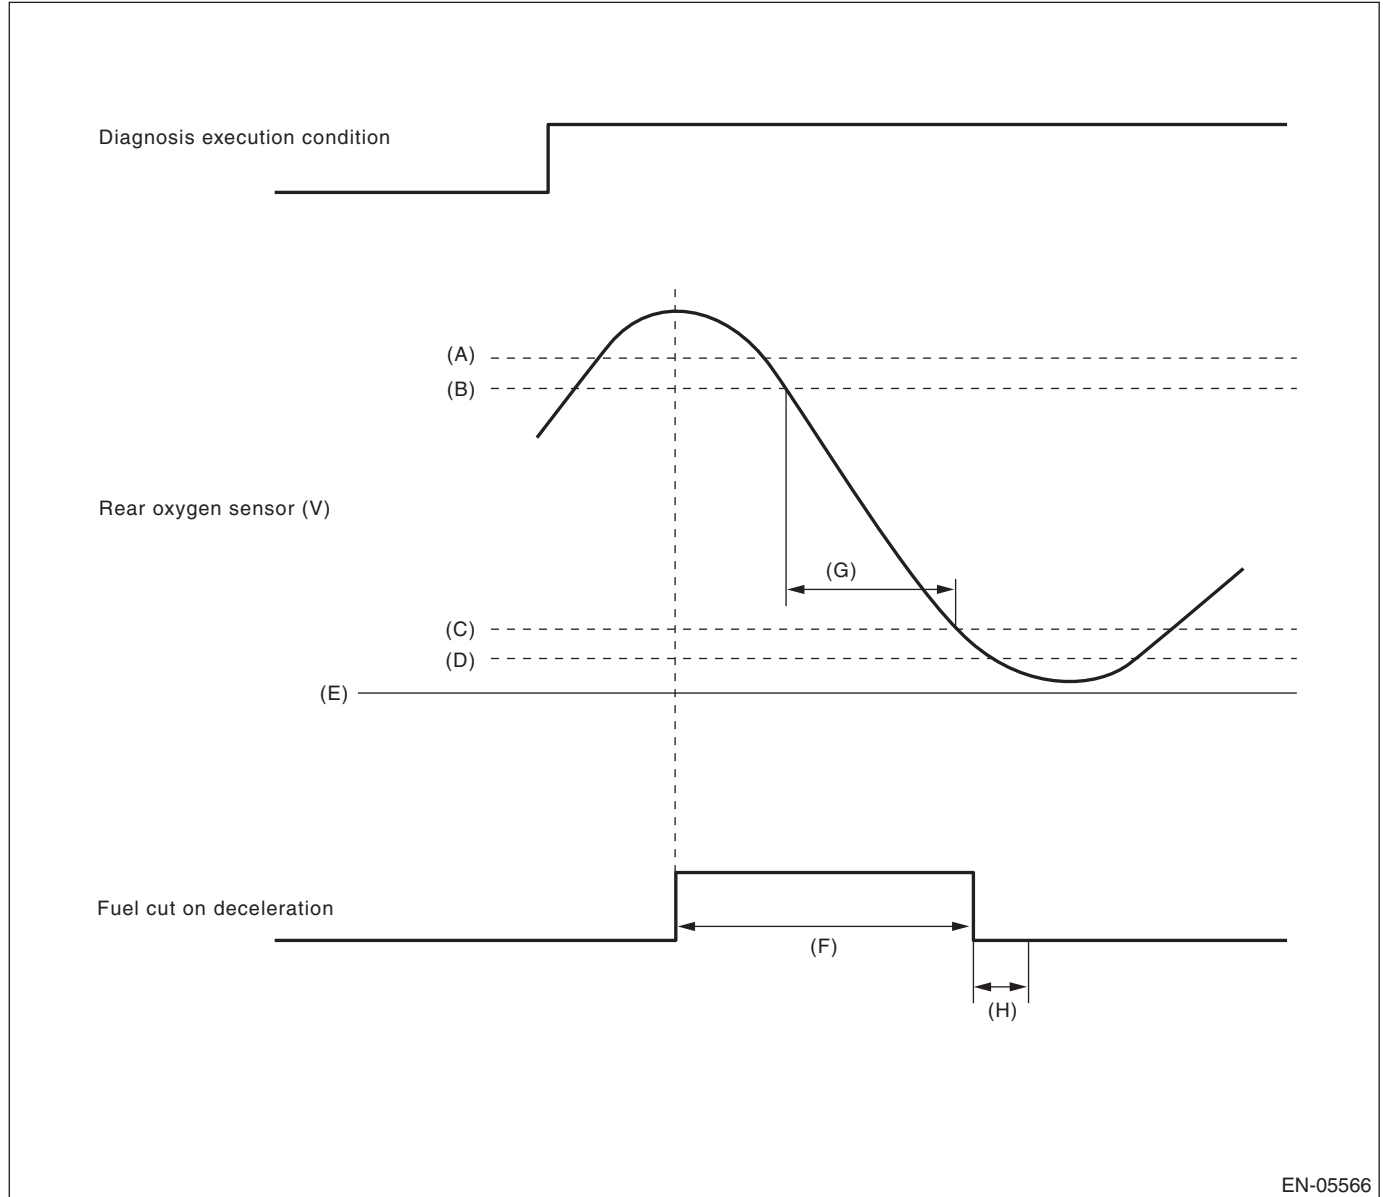 Diagnosis execution condition
(A)
(B)
Rear oxygen sensor (V)
(G)
(C)
(D)
(E)
Fuel cut on deceleration
(F)
(H)
EN-05566